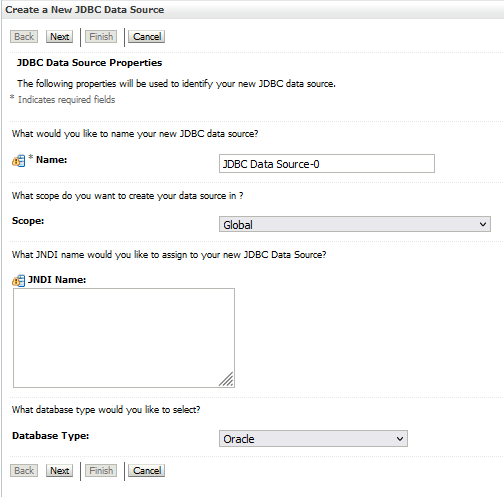 Create a New JDBC Data Source
Back Next Finish Cancel
JDBC Data Source Properties
The following properties will be used to identify your new JDBC data source.
* Indicates required fields
What would you like to name your new JDBC data source?
* Name: JDBC Data Source-0
What scope do you want to create your data source in ?
Scope: Global
What JNDI name would you like to assign to your new JDBC Data Source?
JNDI Name:
What database type would you like to select?
Database Type: Oracle
Back Next Finish Cancel